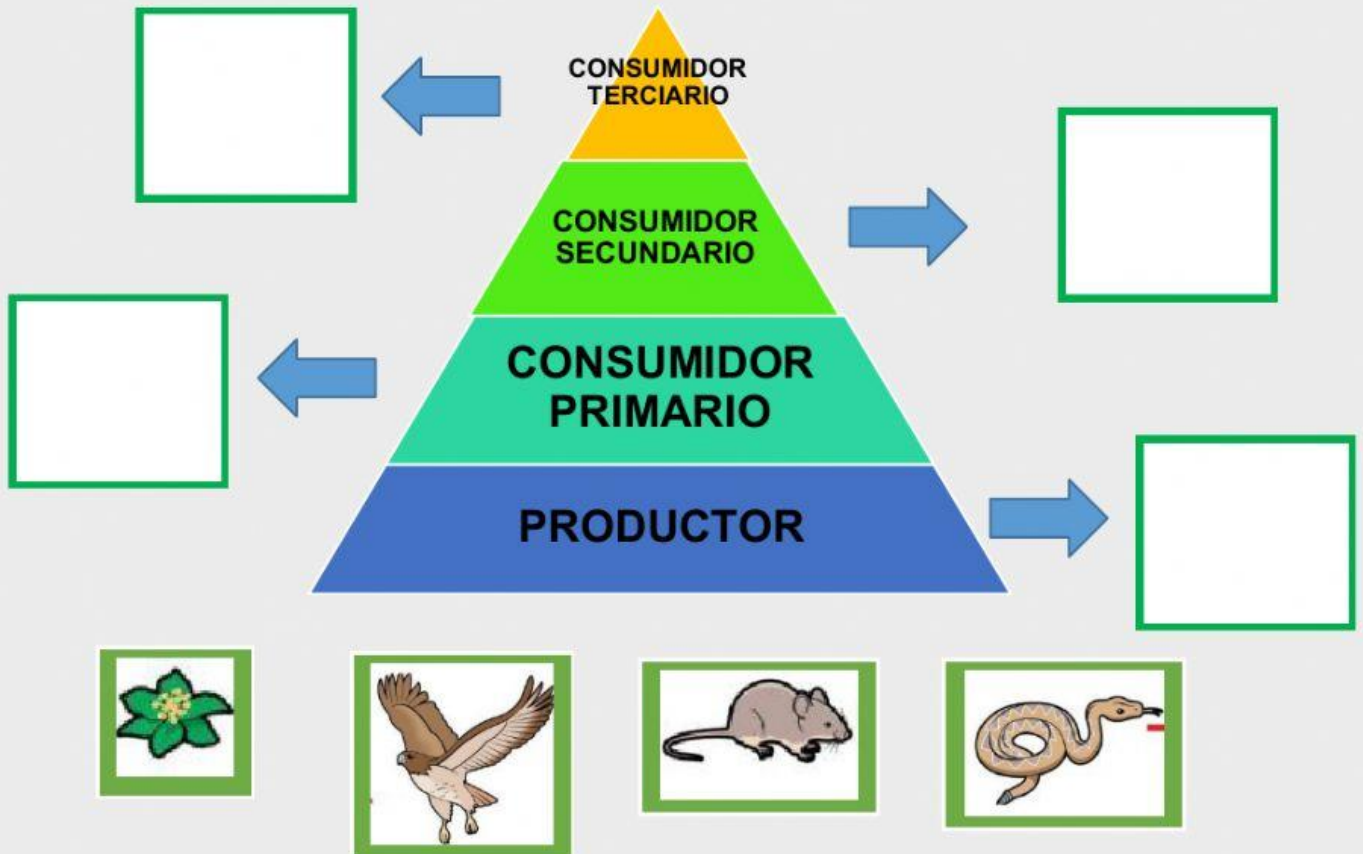 CONSUMIDOR
TERCIARIO
CONSUMIDOR
SECUNDARIO
CONSUMIDOR
PRIMARIO
PRODUCTOR